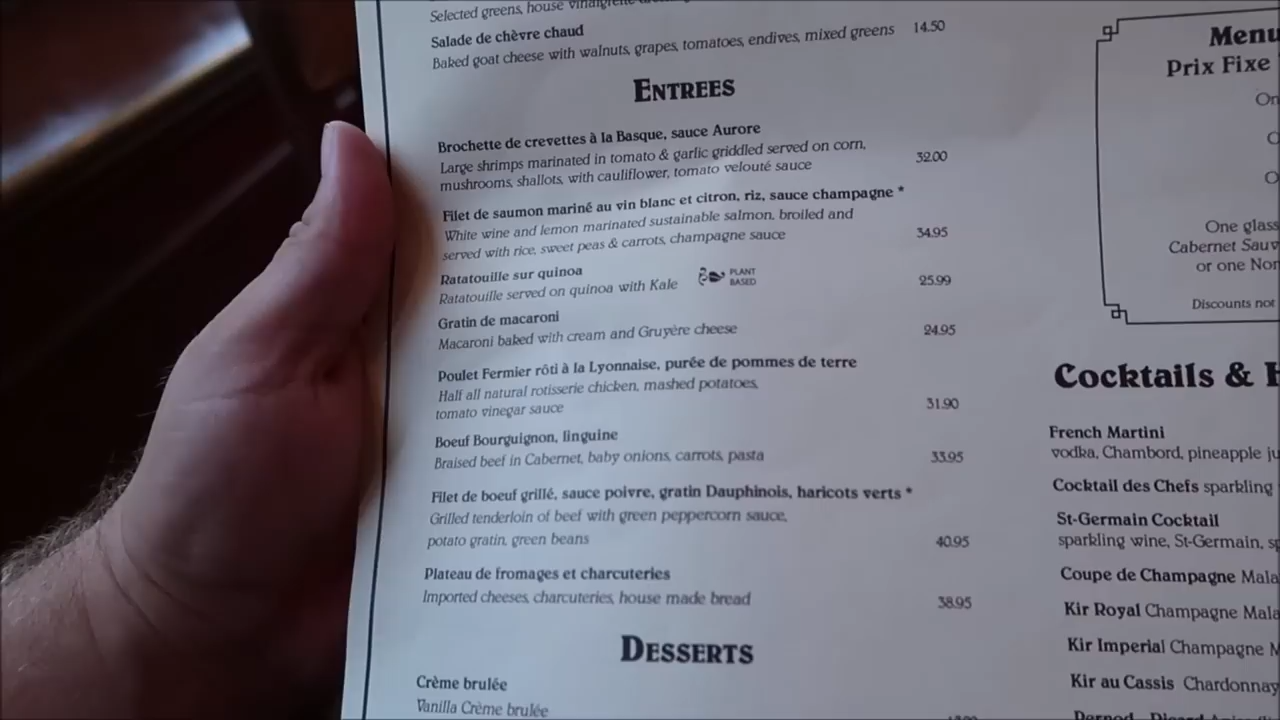 Selected greens, house vinaigrette
Salade de chèvre chaud
Baked goat cheese with walnuts, grapes, tomatoes, endives, mixed greens 14.50
ENTREES
Brochette de crevettes à la Basque, sauce Aurore
Large shrimps marinated in tomato & garlic griddled served on corn,
mushrooms, shallots, with cauliflower, tomato velouté sauce 32.00
Filet de saumon mariné au vin blanc et citron, riz, sauce champagne *
White wine and lemon marinated sustainable salmon, broiled and
served with rice, sweet peas & carrots, champagne sauce 34.95
Ratatouille sur quinoa
Ratatouille served on quinoa with Kale 25.99
PLANT
BASED
Gratin de macaroni
Macaroni baked with cream and Gruyère cheese 24.95
Poulet Fermier rôti à la Lyonnaise, purée de pommes de terre
Half all natural rotisserie chicken, mashed potatoes,
tomato vinegar sauce 31.90
Boeuf Bourguignon, linguine
Braised beef in Cabernet, baby onions, carrots, pasta 33.95
Filet de boeuf grillé, sauce poivre, gratin Dauphinois, haricots verts *
Grilled tenderloin of beef with green peppercorn sauce,
potato gratin, green beans 40.95
Plateau de fromages et charcuteries
Imported cheeses, charcuteries, house made bread 38.95
DESSERTS
Crème brulée
Vanilla Crème brulée
Menu
Prix Fixe
One glass
Cabernet Sauv
or one Non
Discounts not
Cocktails &
French Martini
vodka, Chambord, pineapple ju
Cocktail des Chefs sparkling
St-Germain Cocktail
sparkling wine, St-Germain, sp
Coupe de Champagne Mala
Kir Royal Champagne Mala
Kir Imperial Champagne M
Kir au Cassis Chardonnay